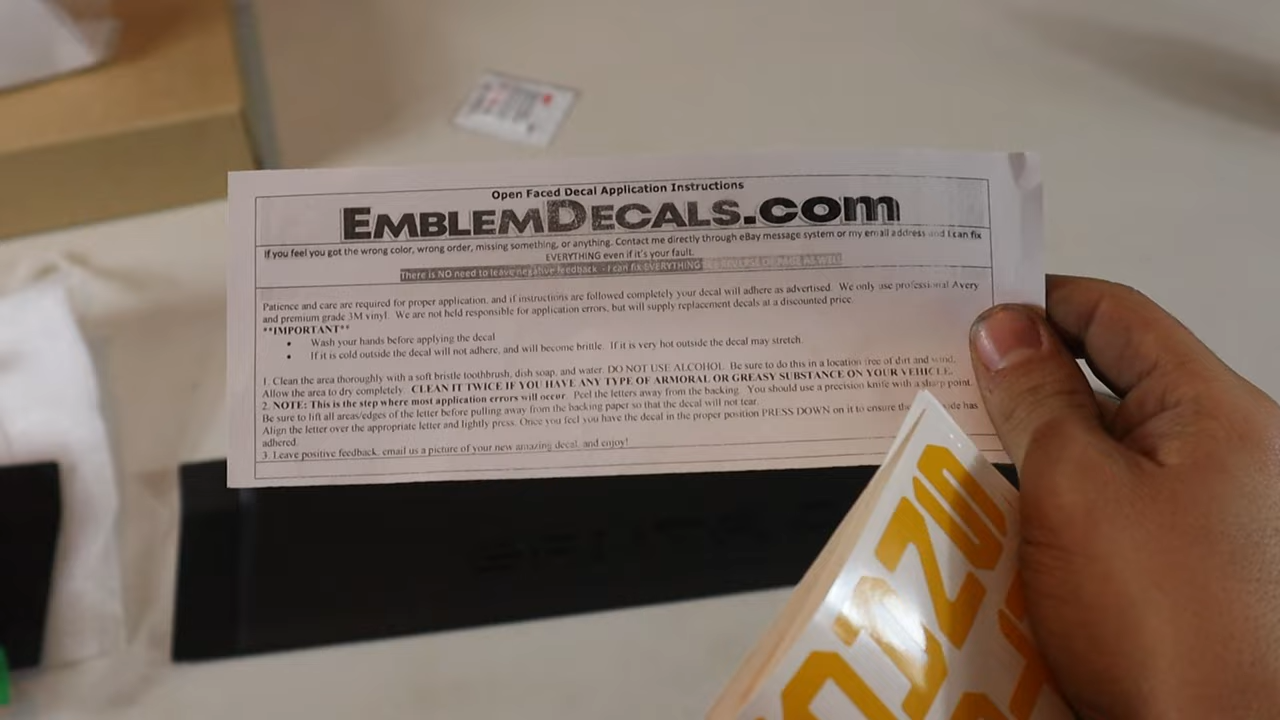 Open Faced Decal Application Instructions
EMBLEMDECALS.COM
If you feel you got the wrong color, wrong order, missing something, or anything. Contact me directly through eBay message system or my email address and I can fix
EVERYTHING even if it's your fault.
There is NO need to leave negative feedback - I can fix EVERYTHING
Patience and care are required for proper application, and if instructions are followed completely your decal will adhere as advertised. We only use professional Avery
and premium grade 3M vinyl. We are not held responsible for application errors, but will supply replacement decals at a discounted price.
**IMPORTANT**
• Wash your hands before applying the decal
• If it is cold outside the decal will not adhere, and will become brittle. If it is very hot outside the decal may stretch.
1. Clean the area thoroughly with a soft bristle toothbrush, dish soap, and water. DO NOT USE ALCOHOL. Be sure to do this in a location free of dirt and wind.
Allow the area to dry completely. CLEAN IT TWICE IF YOU HAVE ANY TYPE OF ARMORAL OR GREASY SUBSTANCE ON YOUR VEHICLE.
2. NOTE: This is the step where most application errors will occur. Peel the letters away from the backing. You should use a precision knife with a sharp point.
Be sure to lift all areas/edges of the letter before pulling away from the backing paper so that the decal will not tear.
Align the letter over the appropriate letter and lightly press. Once you feel you have the decal in the proper position PRESS DOWN on it to ensure the has
adhered.
3. Leave positive feedback, email us a picture of your new amazing decal, and enjoy!